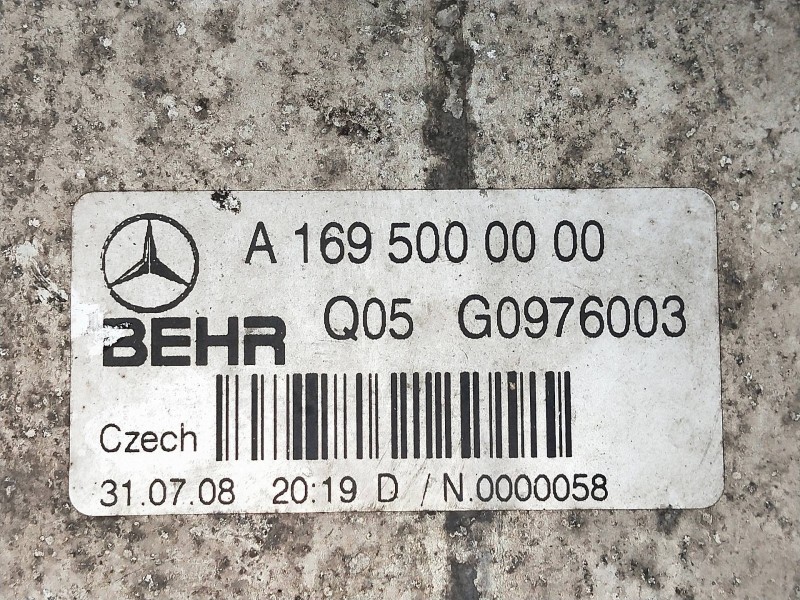 A 169 500 00 00
BEHR Q05 G0976003
Czech
31.07.08 20:19 D / N.0000058